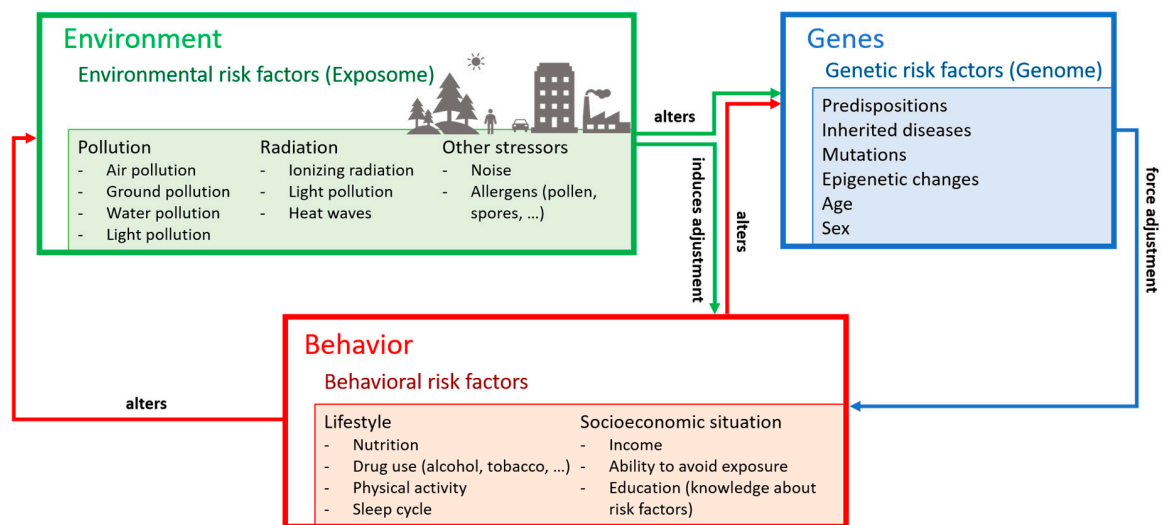 Environment
Environmental risk factors (Exposome)
Pollution
- Air pollution
- Ground pollution
- Water pollution
- Light pollution
Radiation
- Ionizing radiation
- Light pollution
- Heat waves
Other stressors
- Noise
- Allergens (pollen,
spores, ...)
alters
induces adjustment
alters
Genes
Genetic risk factors (Genome)
Predispositions
Inherited diseases
Mutations
Epigenetic changes
Age
Sex
force adjustment
Behavior
Behavioral risk factors
Lifestyle
- Nutrition
- Drug use (alcohol, tobacco, ...)
- Physical activity
- Sleep cycle
Socioeconomic situation
- Income
- Ability to avoid exposure
- Education (knowledge about
risk factors)
alters